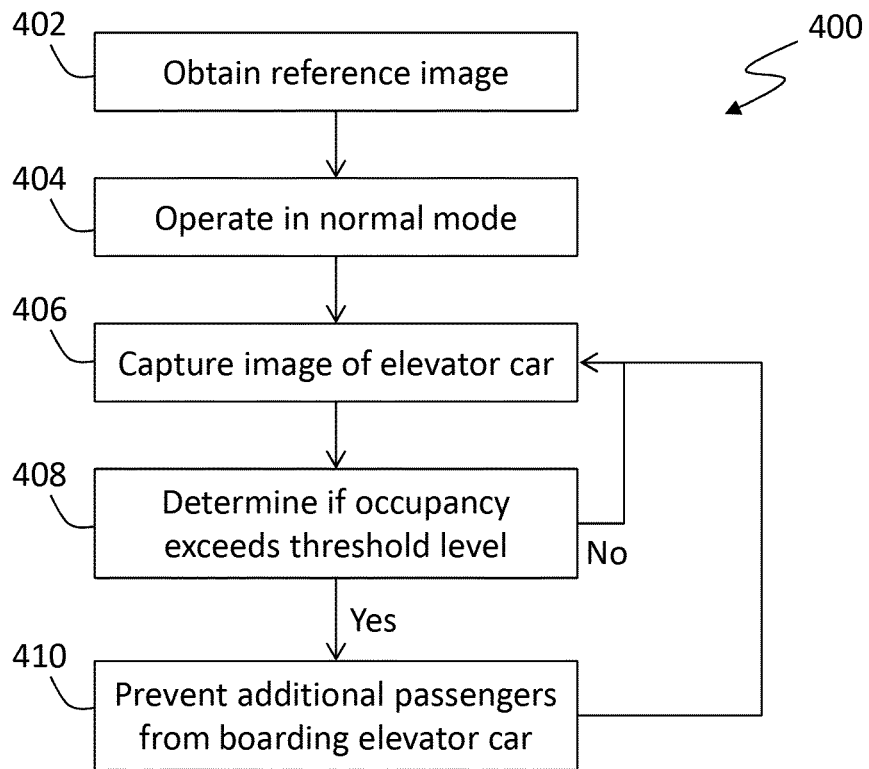 402
400
Obtain reference image
404
Operate in normal mode
406
Capture image of elevator car
408
Determine if occupancy
exceeds threshold level
No
Yes
410
Prevent additional passengers
from boarding elevator car